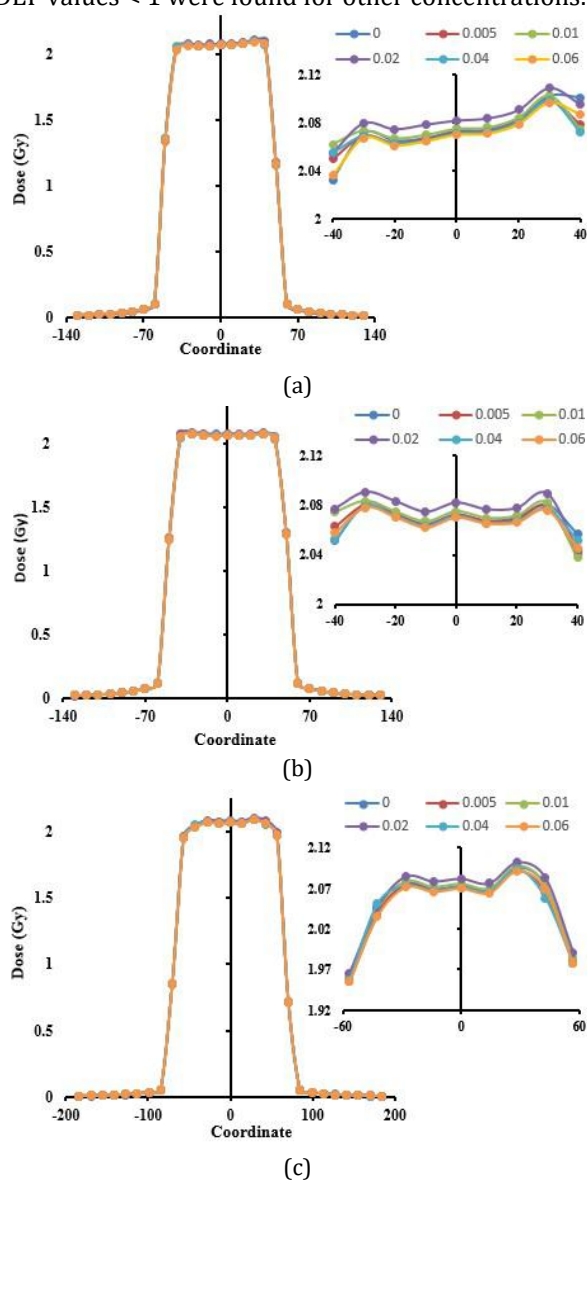 DEF values < 1 were found for other concentrations.
0 0.005 0.01
0.02 0.04 0.06
Dose (Gy)
2
1.5
1
0.5
0
-140 -70 0 70 140
Coordinate
2.12
2.08
2.04
2
-40 -20 0 20 40
(a)
0 0.005 0.01
0.02 0.04 0.06
Dose (Gy)
2
1.5
1
0.5
0
-140 -70 0 70 140
Coordinate
2.12
2.08
2.04
2
-40 -20 0 20 40
(b)
0 0.005 0.01
0.02 0.04 0.06
Dose (Gy)
2
1.5
1
0.5
0
-200 -100 0 100 200
Coordinate
2.12
2.07
2.02
1.97
1.92
-60 0 60
(c)